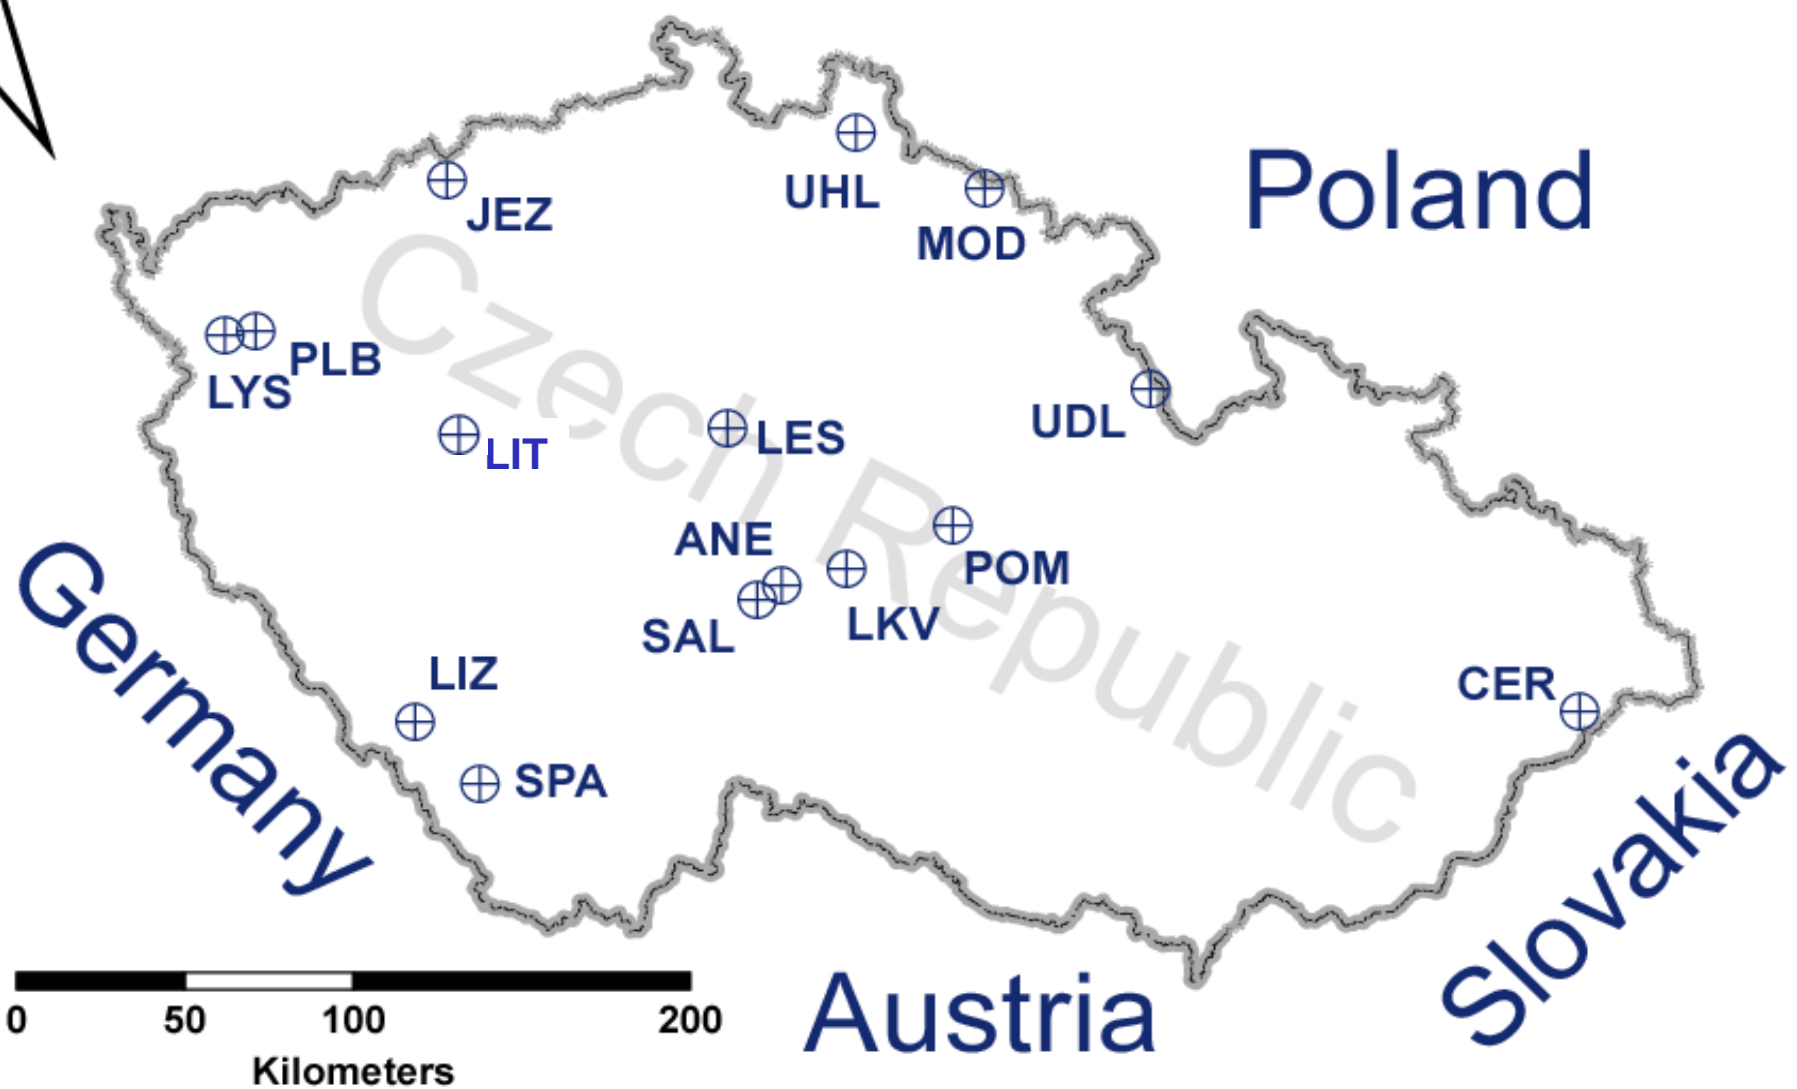 Poland
UHL
JEZ
MOD
Czech Republic
PLB
LYS
UDL
LES
LIT
ANE
POM
LKV
SAL
Germany
LIZ
CER
SPA
Slovakia
Austria
0 50 100 200
Kilometers